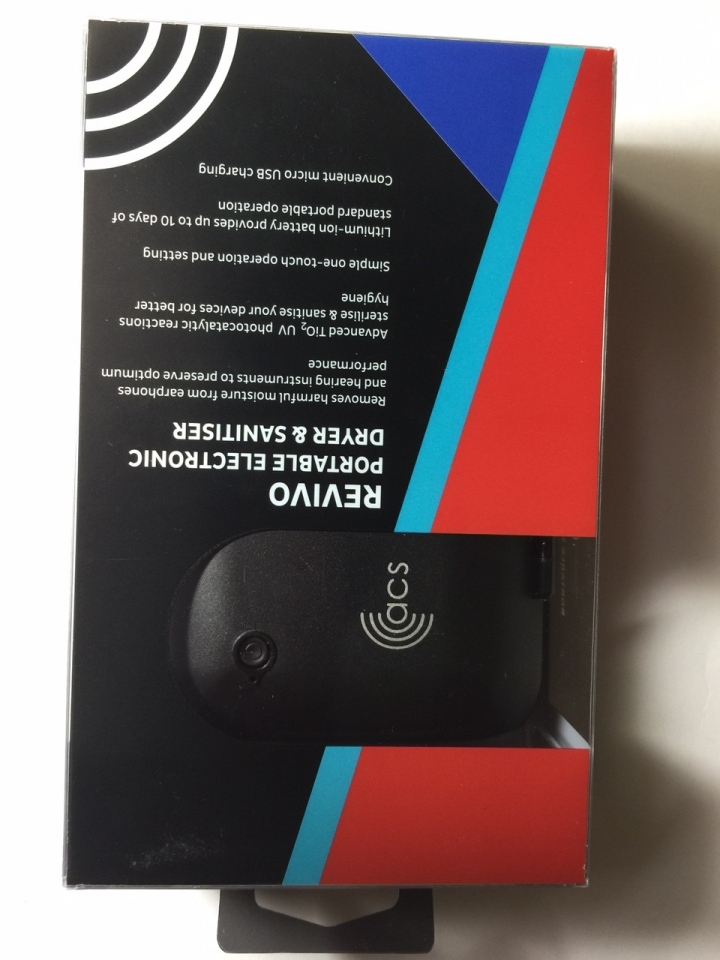 acs
REVIVO
PORTABLE ELECTRONIC
DRYER & SANITISER
Removes harmful moisture from earphones
and hearing instruments to preserve optimum
performance
Advanced TiO₂ UV photocatalytic reactions
sterilise & sanitise your devices for better
hygiene
Simple one-touch operation and setting
Lithium-ion battery provides up to 10 days of
standard portable operation
Convenient micro USB charging